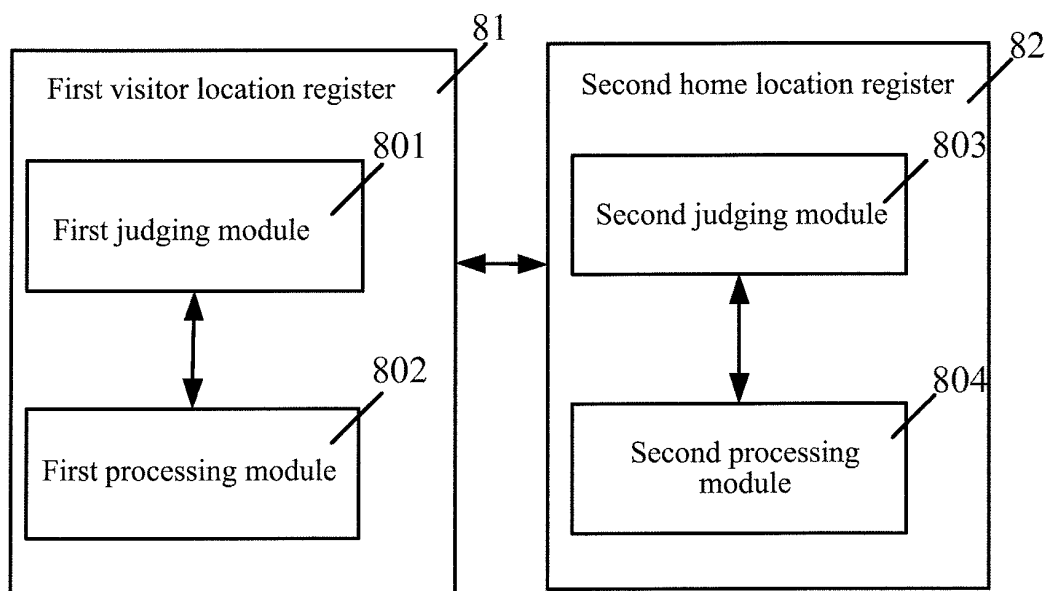 81
First visitor location register
801
First judging module
802
First processing module
82
Second home location register
803
Second judging module
804
Second processing
module